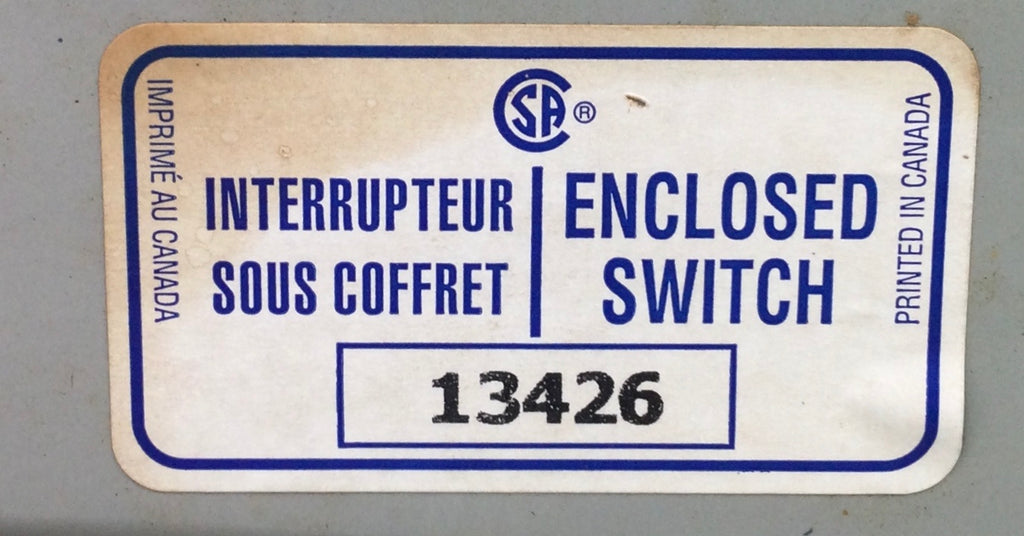 CSA®
IMPRIMÉ AU CANADA
INTERRUPTEUR
SOUS COFFRET
ENCLOSED
SWITCH
PRINTED IN CANADA
13426